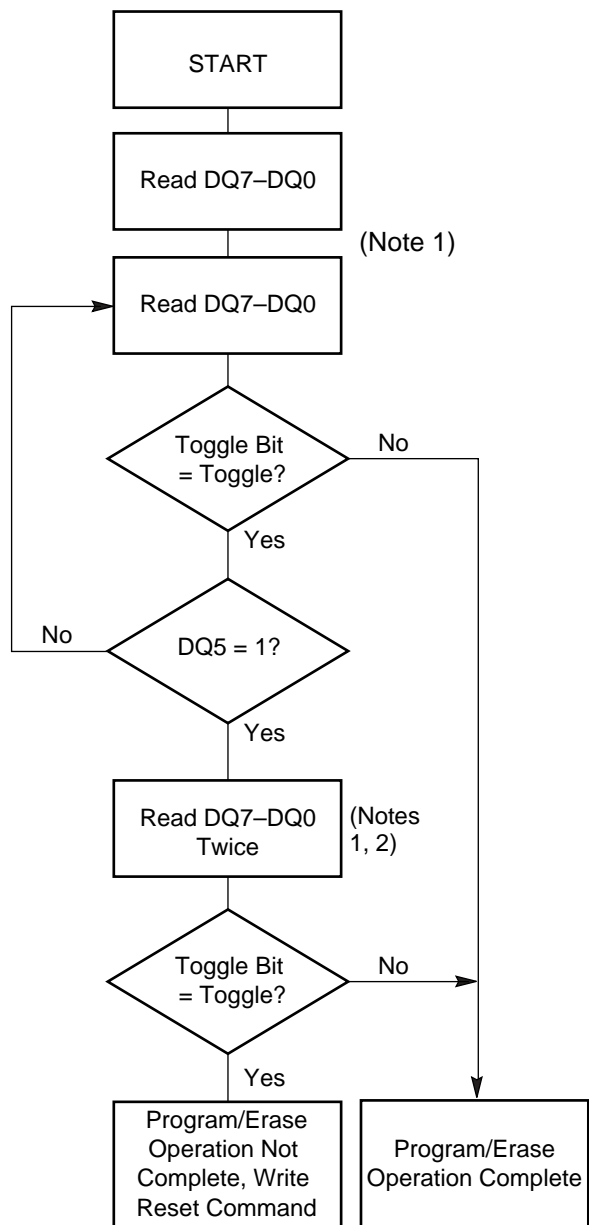 START
Read DQ7–DQ0
(Note 1)
Read DQ7–DQ0
Toggle Bit
= Toggle?
No
Yes
No
DQ5 = 1?
Yes
Read DQ7–DQ0
Twice
(Notes
1, 2)
Toggle Bit
= Toggle?
No
Yes
Program/Erase
Operation Not
Complete, Write
Reset Command
Program/Erase
Operation Complete